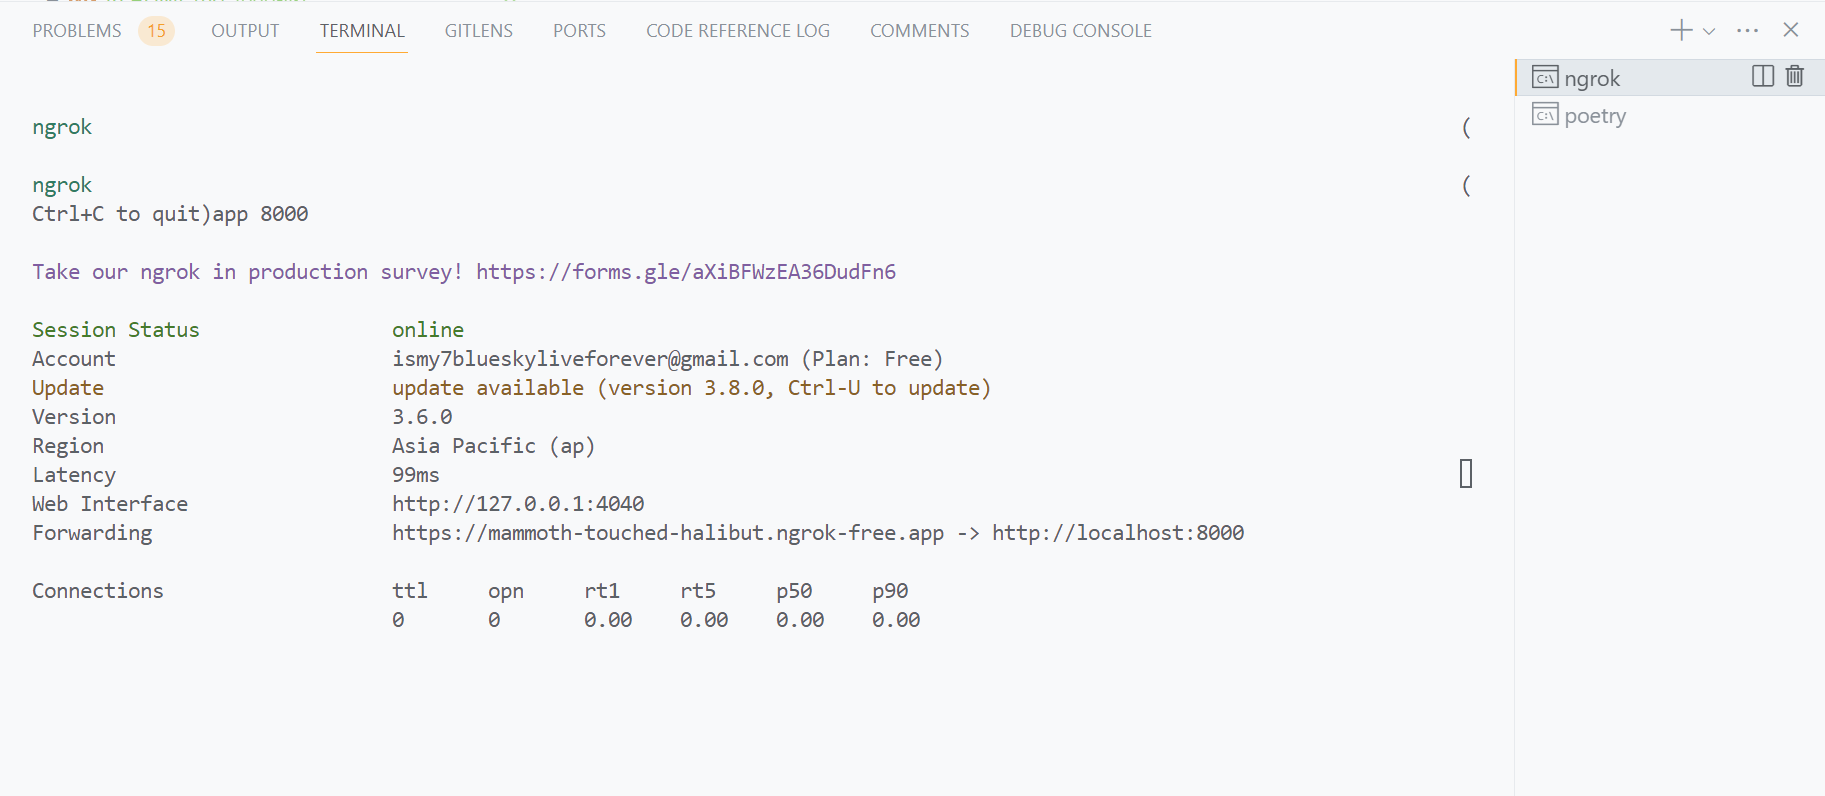 PROBLEMS 15 OUTPUT TERMINAL GITLENS PORTS CODE REFERENCE LOG COMMENTS DEBUG CONSOLE
ngrok
poetry
ngrok (
ngrok (
Ctrl+C to quit)app 8000
Take our ngrok in production survey! https://forms.gle/aXiBFWzEA36DudFn6
Session Status online
Account ismy7blueskyliveforever@gmail.com (Plan: Free)
Update update available (version 3.8.0, Ctrl-U to update)
Version 3.6.0
Region Asia Pacific (ap)
Latency 99ms
Web Interface http://127.0.0.1:4040
Forwarding https://mammoth-touched-halibut.ngrok-free.app -> http://localhost:8000
Connections ttl opn rt1 rt5 p50 p90
0 0 0.00 0.00 0.00 0.00